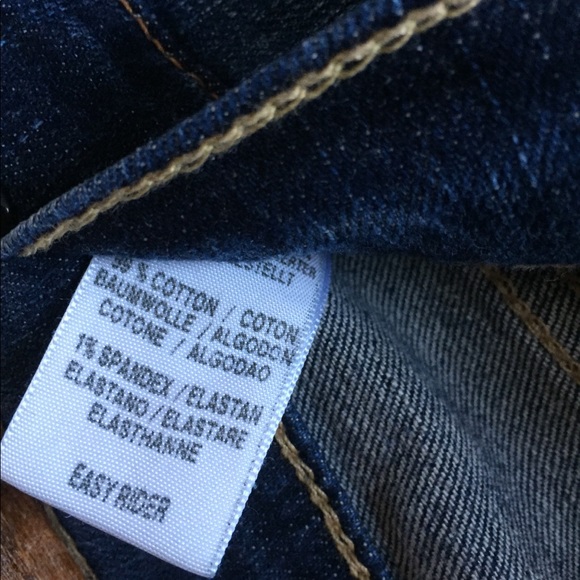 % COTTON / COTON
BAUMWOLLE / ALGODON
COTONE / ALGODAO
1% SPANDEX / ELASTAN
ELASTANO / ELASTARE
ELASTHANNE
EASY RIDER